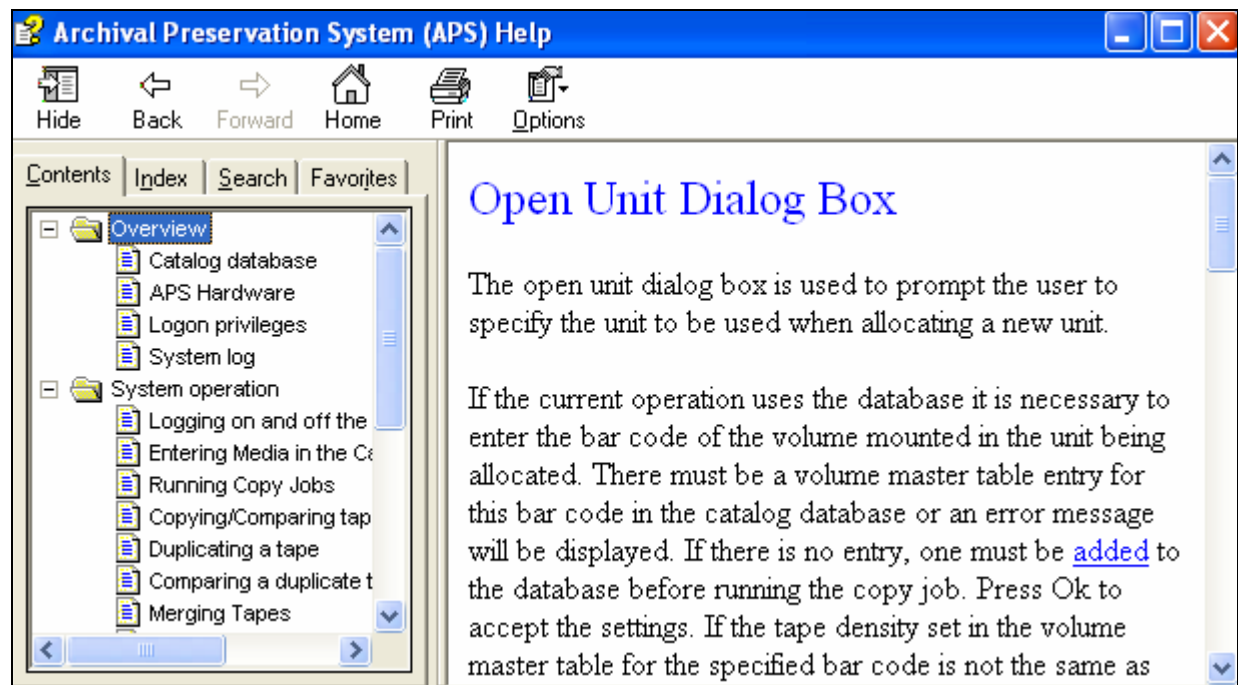 Archival Preservation System (APS) Help
Hide Back Forward Home Print Options
Contents Index Search Favorites
Overview
Catalog database
APS Hardware
Logon privileges
System log
System operation
Logging on and off the
Entering Media in the
Running Copy Jobs
Copying/Comparing tap
Duplicating a tape
Comparing a duplicate t
Merging Tapes
Open Unit Dialog Box
The open unit dialog box is used to prompt the user to
specify the unit to be used when allocating a new unit.
If the current operation uses the database it is necessary to
enter the bar code of the volume mounted in the unit being
allocated. There must be a volume master table entry for
this bar code in the catalog database or an error message
will be displayed. If there is no entry, one must be added to
the database before running the copy job. Press Ok to
accept the settings. If the tape density set in the volume
master table for the specified bar code is not the same as